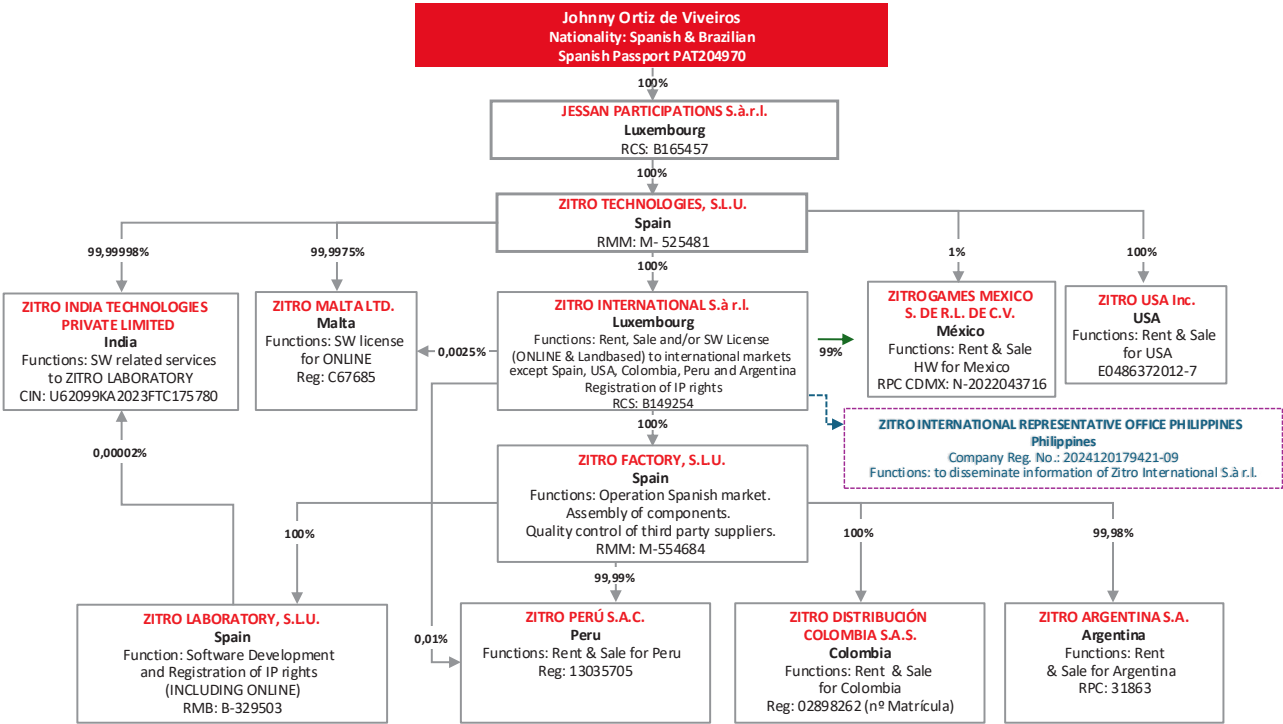 Johnny Ortiz de Viveiros
Nationality: Spanish & Brazilian
Spanish Passport PAT204970
100%
JESSAN PARTICIPATIONS S.à.r.l.
Luxembourg
RCS: B165457
100%
ZITRO TECHNOLOGIES, S.L.U.
Spain
RMM: M- 525481
99,99998%
99,9975%
100%
1%
100%
ZITRO INDIA TECHNOLOGIES
PRIVATE LIMITED
India
Functions: SW related services
to ZITRO LABORATORY
CIN: U62099KA2023FTC175780
ZITRO MALTA LTD.
Malta
Functions: SW license
for ONLINE
Reg: C67685
0,0025%
ZITRO INTERNATIONAL S.à r.l.
Luxembourg
Functions: Rent, Sale and/or SW License
(ONLINE & Landbased) to international markets
except Spain, USA, Colombia, Peru and Argentina
Registration of IP rights
RCS: B149254
99%
ZITROGAMES MEXICO
S. DE R.L. DE C.V.
México
Functions: Rent & Sale
HW for Mexico
RPC CDMX: N-2022043716
ZITRO USA Inc.
USA
Functions: Rent & Sale
for USA
E0486372012-7
ZITRO INTERNATIONAL REPRESENTATIVE OFFICE PHILIPPINES
Philippines
Company Reg. No.: 2024120179421-09
Functions: to disseminate information of Zitro International S.à r.l.
0,00002%
100%
ZITRO FACTORY, S.L.U.
Spain
Functions: Operation Spanish market.
Assembly of components.
Quality control of third party suppliers.
RMM: M-554684
100%
99,99%
100%
99,98%
0,01%
ZITRO LABORATORY, S.L.U.
Spain
Function: Software Development
and Registration of IP rights
(INCLUDING ONLINE)
RMB: B-329503
ZITRO PERÚ S.A.C.
Peru
Functions: Rent & Sale for Peru
Reg: 13035705
ZITRO DISTRIBUCIÓN
COLOMBIA S.A.S.
Colombia
Functions: Rent & Sale
for Colombia
Reg: 02898262 (nº Matrícula)
ZITRO ARGENTINA S.A.
Argentina
Functions: Rent
& Sale for Argentina
RPC: 31863